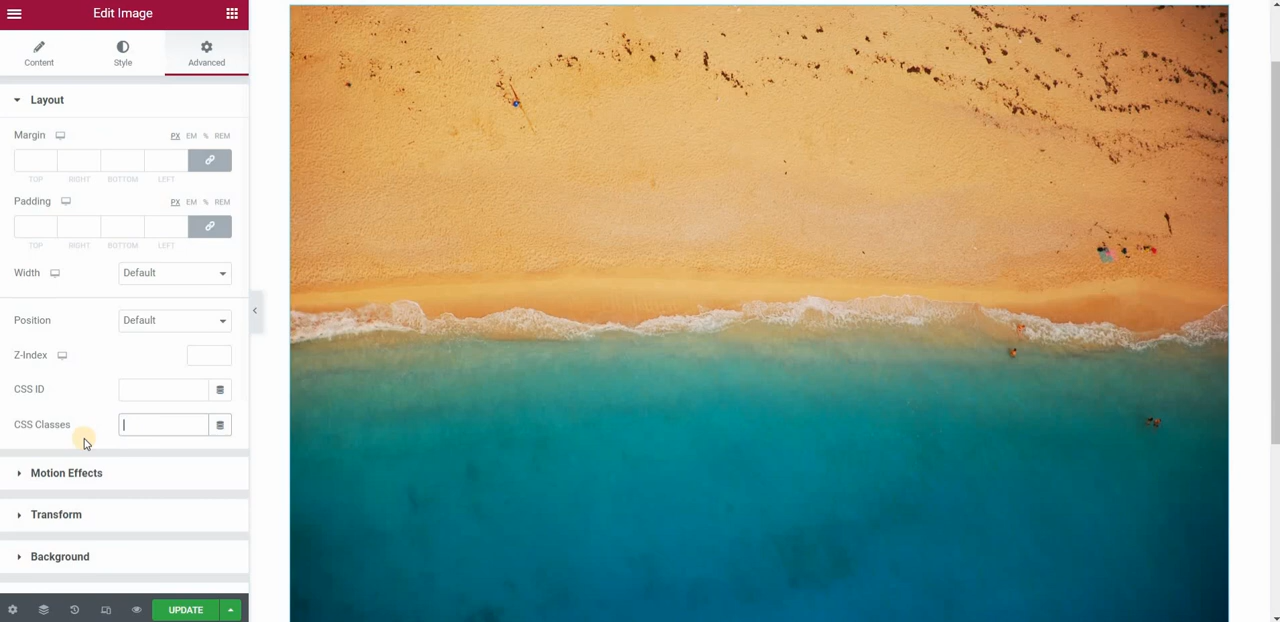 Edit Image
Content Style Advanced
Layout
Margin PX EM % REM
TOP RIGHT BOTTOM LEFT
Padding PX EM % REM
TOP RIGHT BOTTOM LEFT
Width Default
Position Default
Z-Index
CSS ID
CSS Classes
Motion Effects
Transform
Background
UPDATE